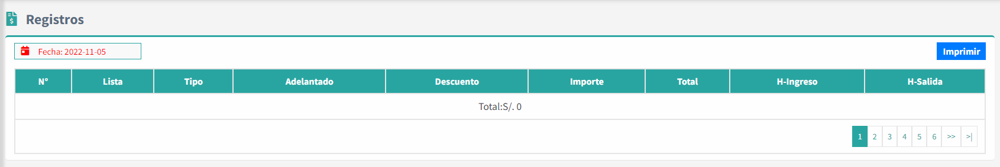 Registros
Fecha: 2022-11-05
Imprimir
N° Lista Tipo Adelantado Descuento Importe Total H-Ingreso H-Salida
Total:S/. 0
1 2 3 4 5 6 >> >|